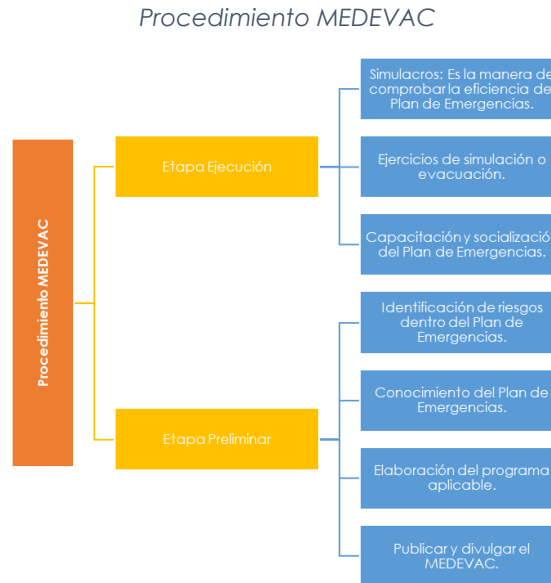 Procedimiento MEDEVAC
Procedimiento MEDEVAC
Etapa Ejecución
Simulacros: Es la manera de
comprobar la eficiencia del
Plan de Emergencias.
Ejercicios de simulación o
evacuación.
Capacitación y socialización
del Plan de Emergencias.
Etapa Preliminar
Identificación de riesgos
dentro del Plan de
Emergencias.
Conocimiento del Plan de
Emergencias.
Elaboración del programa
aplicable.
Publicar y divulgar el
MEDEVAC.